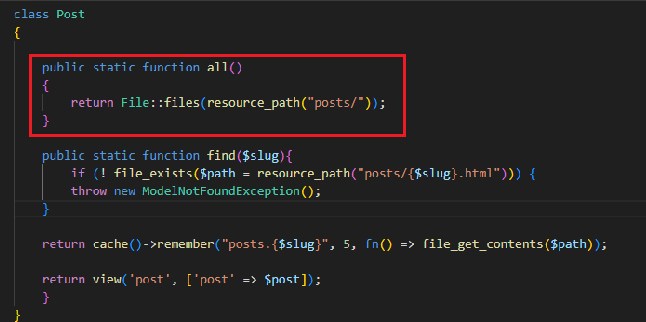 class Post
{
public static function all()
{
return File::files(resource_path("posts/"));
}
public static function find($slug){
if (! file_exists($path = resource_path("posts/{$slug}.html"))) {
throw new ModelNotFoundException();
}
return cache()->remember("posts.{$slug}", 5, fn() => file_get_contents($path));
return view('post', ['post' => $post]);
}
}